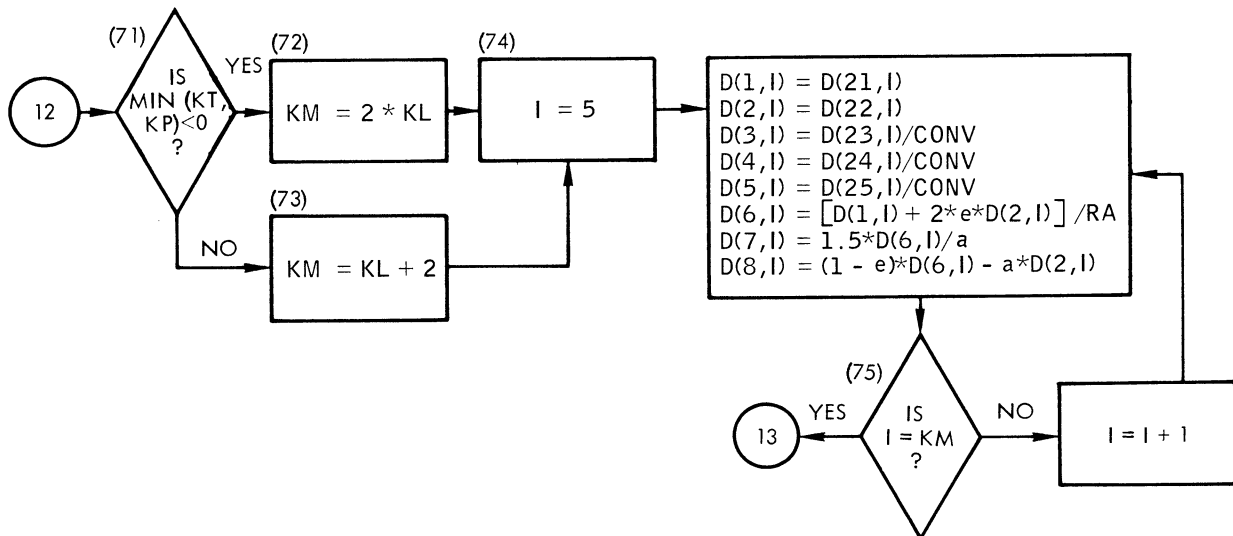 12
(71)
IS
MIN (KT,
KP)<0
?
YES
NO
(72)
KM = 2 * KL
(73)
KM = KL + 2
(74)
I = 5
D(1,I) = D(21,I)
D(2,I) = D(22,I)
D(3,I) = D(23,I)/CONV
D(4,I) = D(24,I)/CONV
D(5,I) = D(25,I)/CONV
D(6,I) = [D(1,I) + 2*e*D(2,I)] /RA
D(7,I) = 1.5*D(6,I)/a
D(8,I) = (1 - e)*D(6,I) - a*D(2,I)
(75)
IS
I = KM
?
YES
13
NO
I = I + 1